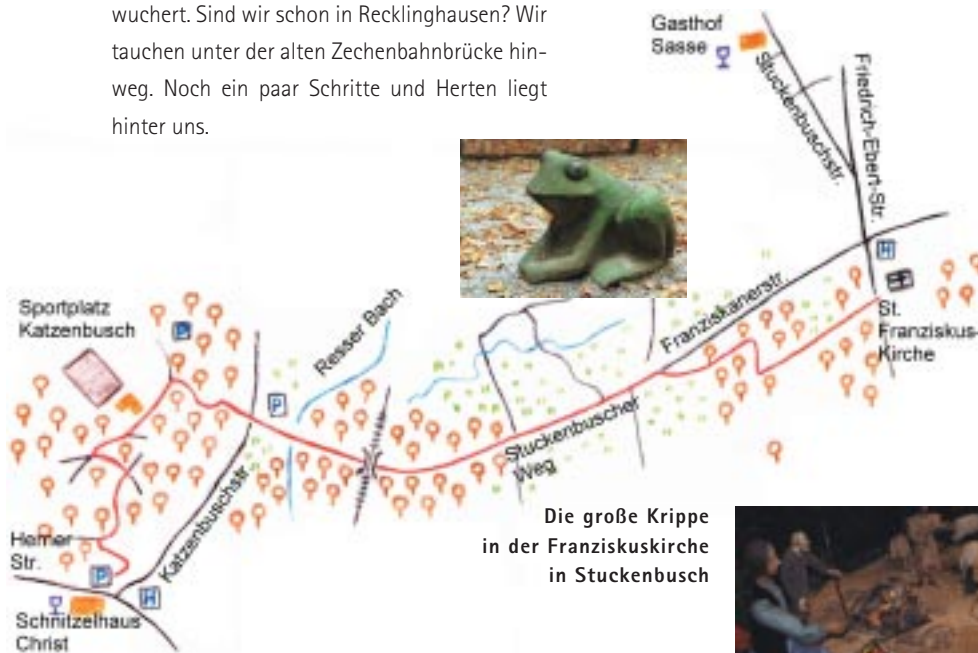 wuchert. Sind wir schon in Recklinghausen? Wir
tauchen unter der alten Zechenbahnbrücke hin-
weg. Noch ein paar Schritte und Herten liegt
hinter uns.
Gasthof
Sasse
Stuckenbuschstr.
Friedrich-Ebert-Str.
H
Sportplatz
Katzenbusch
P
Resser Bach
Franziskanerstr.
St.
Franziskus-
Kirche
P
Stuckenbuscher
Weg
Katzenbuschstr.
Die große Krippe
in der Franziskuskirche
in Stuckenbusch
Herner
Str.
P
H
Schnitzelhaus
Christ